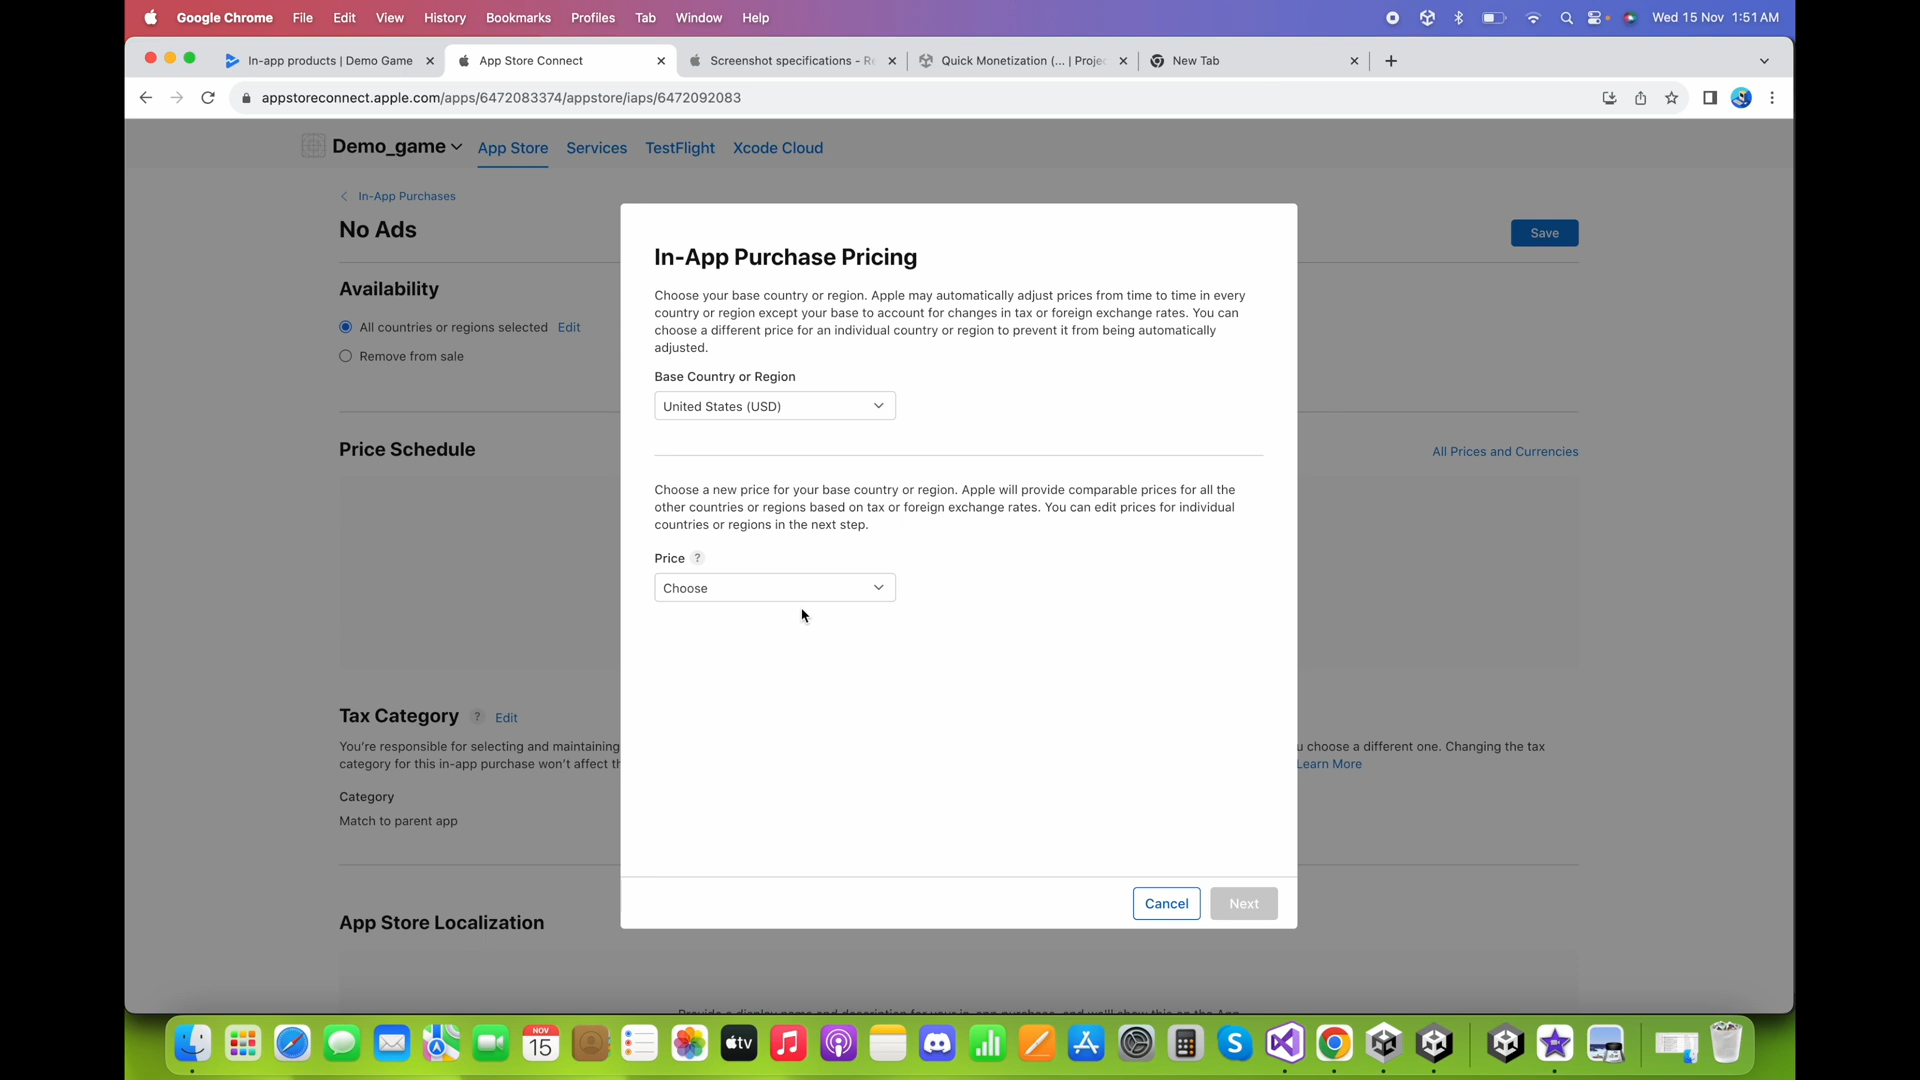 Google Chrome File Edit View History Bookmarks Profiles Tab Window Help Wed 15 Nov 1:51 AM
In-app products | Demo Game App Store Connect Screenshot specifications - Quick Monetization (... | Projec New Tab
appstoreconnect.apple.com/apps/6472083374/appstore/iaps/6472092083
Demo_game App Store Services TestFlight Xcode Cloud
In-App Purchases
No Ads
Save
Availability
All countries or regions selected Edit
Remove from sale
Price Schedule
All Prices and Currencies
Tax Category ? Edit
You're responsible for selecting and maintaining
u choose a different one. Changing the tax
category for this in-app purchase won't affect th
Learn More
Category
Match to parent app
App Store Localization
In-App Purchase Pricing
Choose your base country or region. Apple may automatically adjust prices from time to time in every
country or region except your base to account for changes in tax or foreign exchange rates. You can
choose a different price for an individual country or region to prevent it from being automatically
adjusted.
Base Country or Region
United States (USD)
Choose a new price for your base country or region. Apple will provide comparable prices for all the
other countries or regions based on tax or foreign exchange rates. You can edit prices for individual
countries or regions in the next step.
Price ?
Choose
Cancel Next
NOV
15
tv